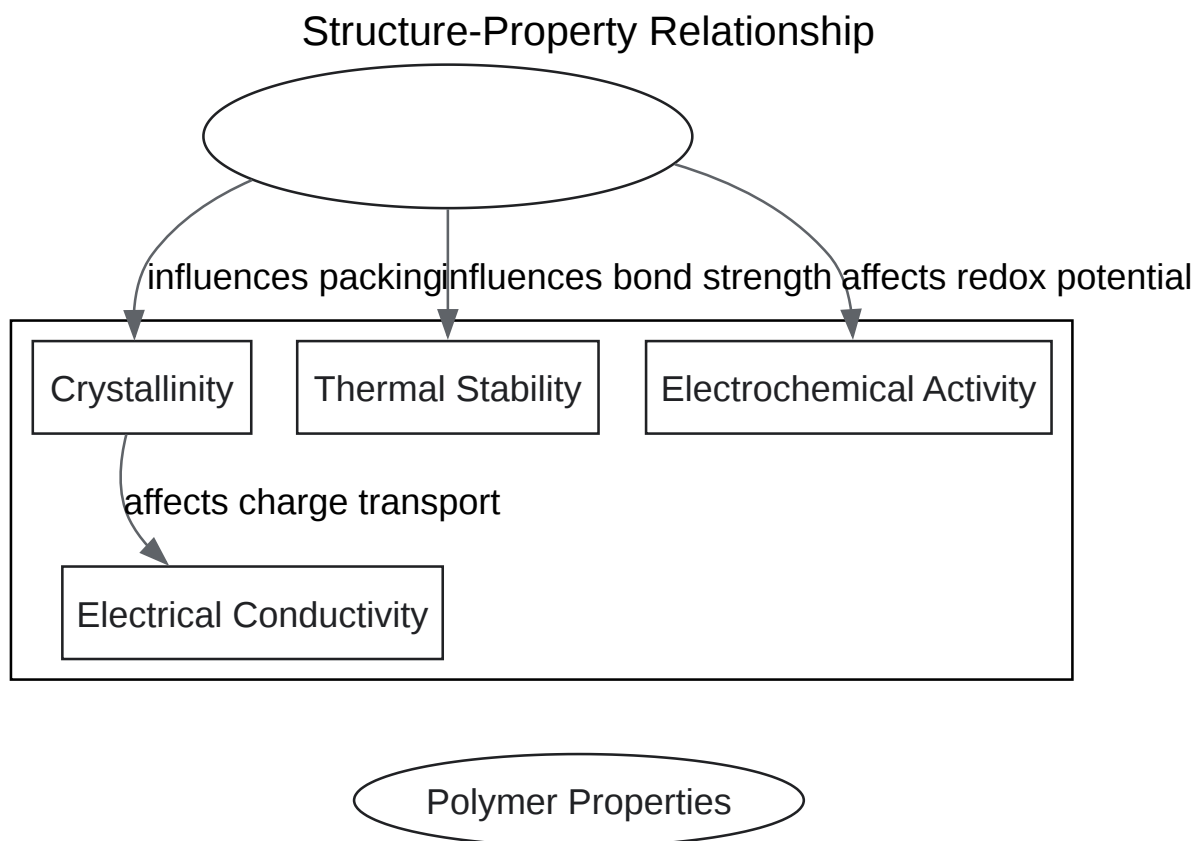 Structure-Property Relationship
influences packing
influences bond strength
affects redox potential
Crystallinity
Thermal Stability
Electrochemical Activity
affects charge transport
Electrical Conductivity
Polymer Properties